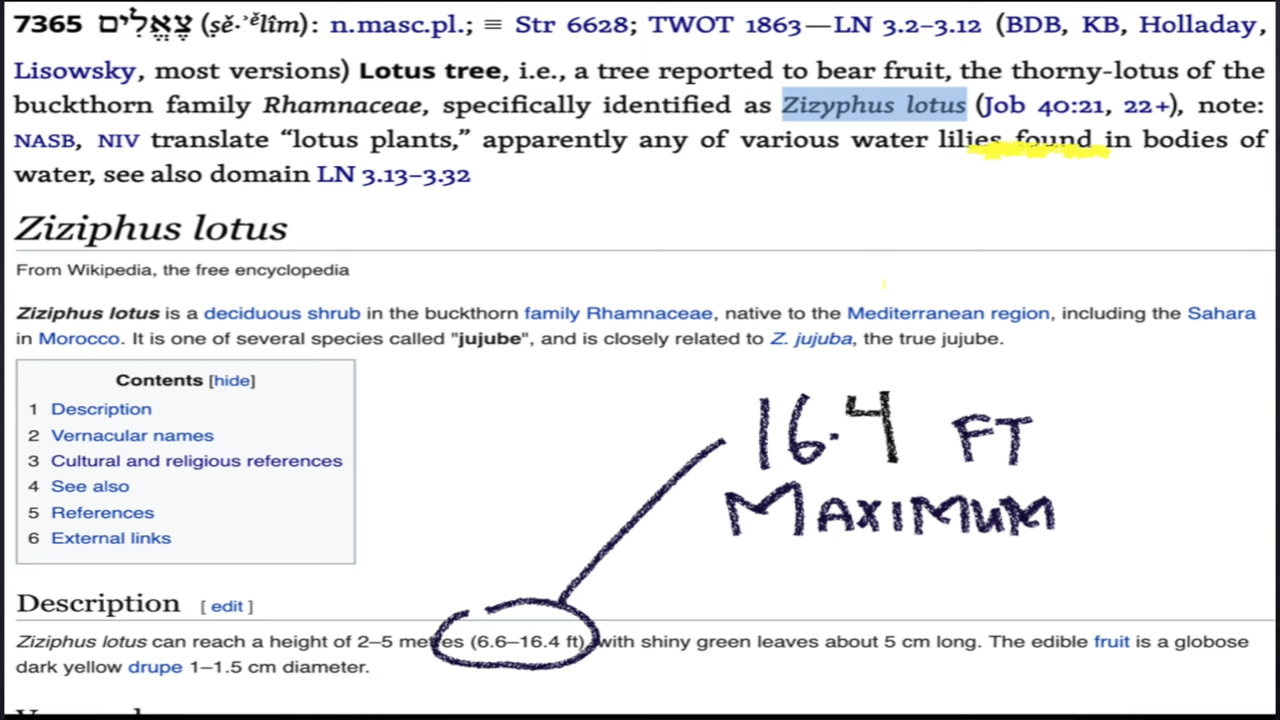 7365 צֶאֱלִים (ṣě·ʾělîm): n.masc.pl.; ≡ Str 6628; TWOT 1863—LN 3.2–3.12 (BDB, KB, Holladay,
Lisowsky, most versions) Lotus tree, i.e., a tree reported to bear fruit, the thorny-lotus of the
buckthorn family Rhamnaceae, specifically identified as Zizyphus lotus (Job 40:21, 22+), note:
NASB, NIV translate “lotus plants,” apparently any of various water lilies found in bodies of
water, see also domain LN 3.13–3.32
Ziziphus lotus
From Wikipedia, the free encyclopedia
Ziziphus lotus is a deciduous shrub in the buckthorn family Rhamnaceae, native to the Mediterranean region, including the Sahara
in Morocco. It is one of several species called "jujube", and is closely related to Z. jujuba, the true jujube.
Contents [hide]
1 Description
2 Vernacular names
3 Cultural and religious references
4 See also
5 References
6 External links
16.4 FT
MAXIMUM
Description [ edit ]
Ziziphus lotus can reach a height of 2–5 metres (6.6–16.4 ft), with shiny green leaves about 5 cm long. The edible fruit is a globose
dark yellow drupe 1–1.5 cm diameter.